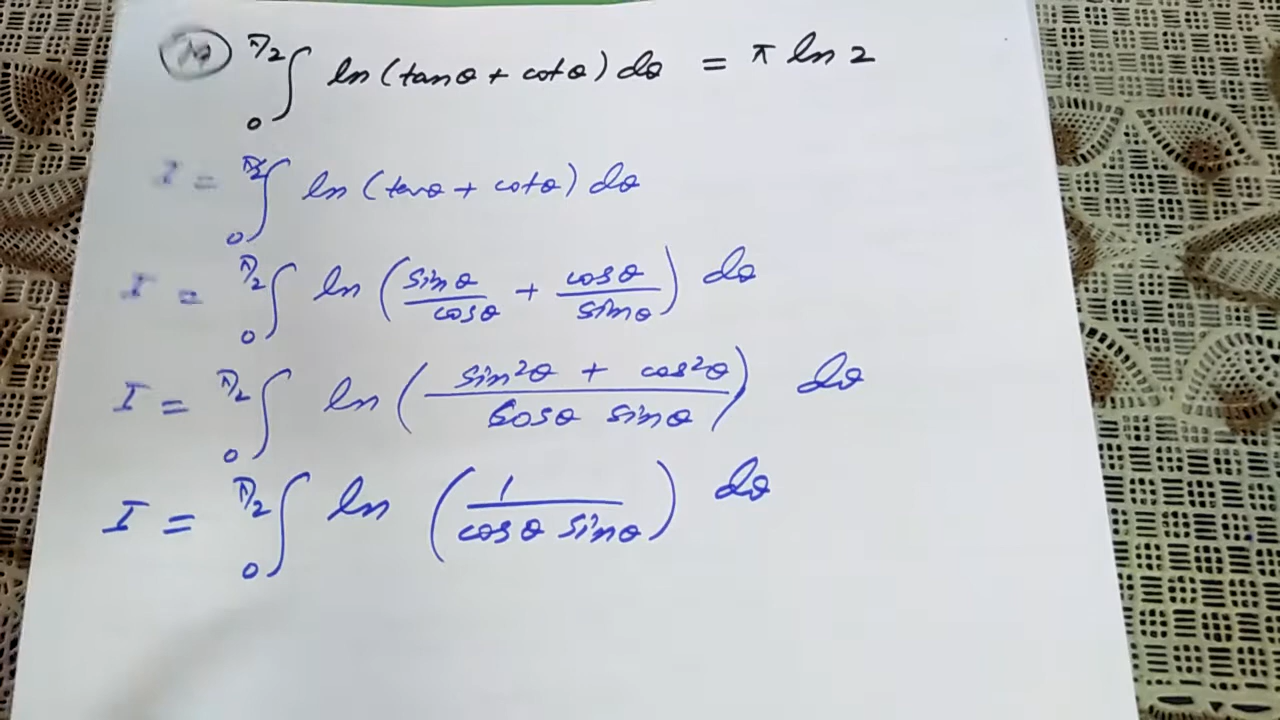 π/2∫0 ln(tanθ + cotθ) dθ = π ln 2
I = π/2∫0 ln(tanθ + cotθ) dθ
I = π/2∫0 ln(sinθ/cosθ + cosθ/sinθ) dθ
I = π/2∫0 ln(sin²θ + cos²θ/cosθ sinθ) dθ
I = π/2∫0 ln(1/cosθ sinθ) dθ